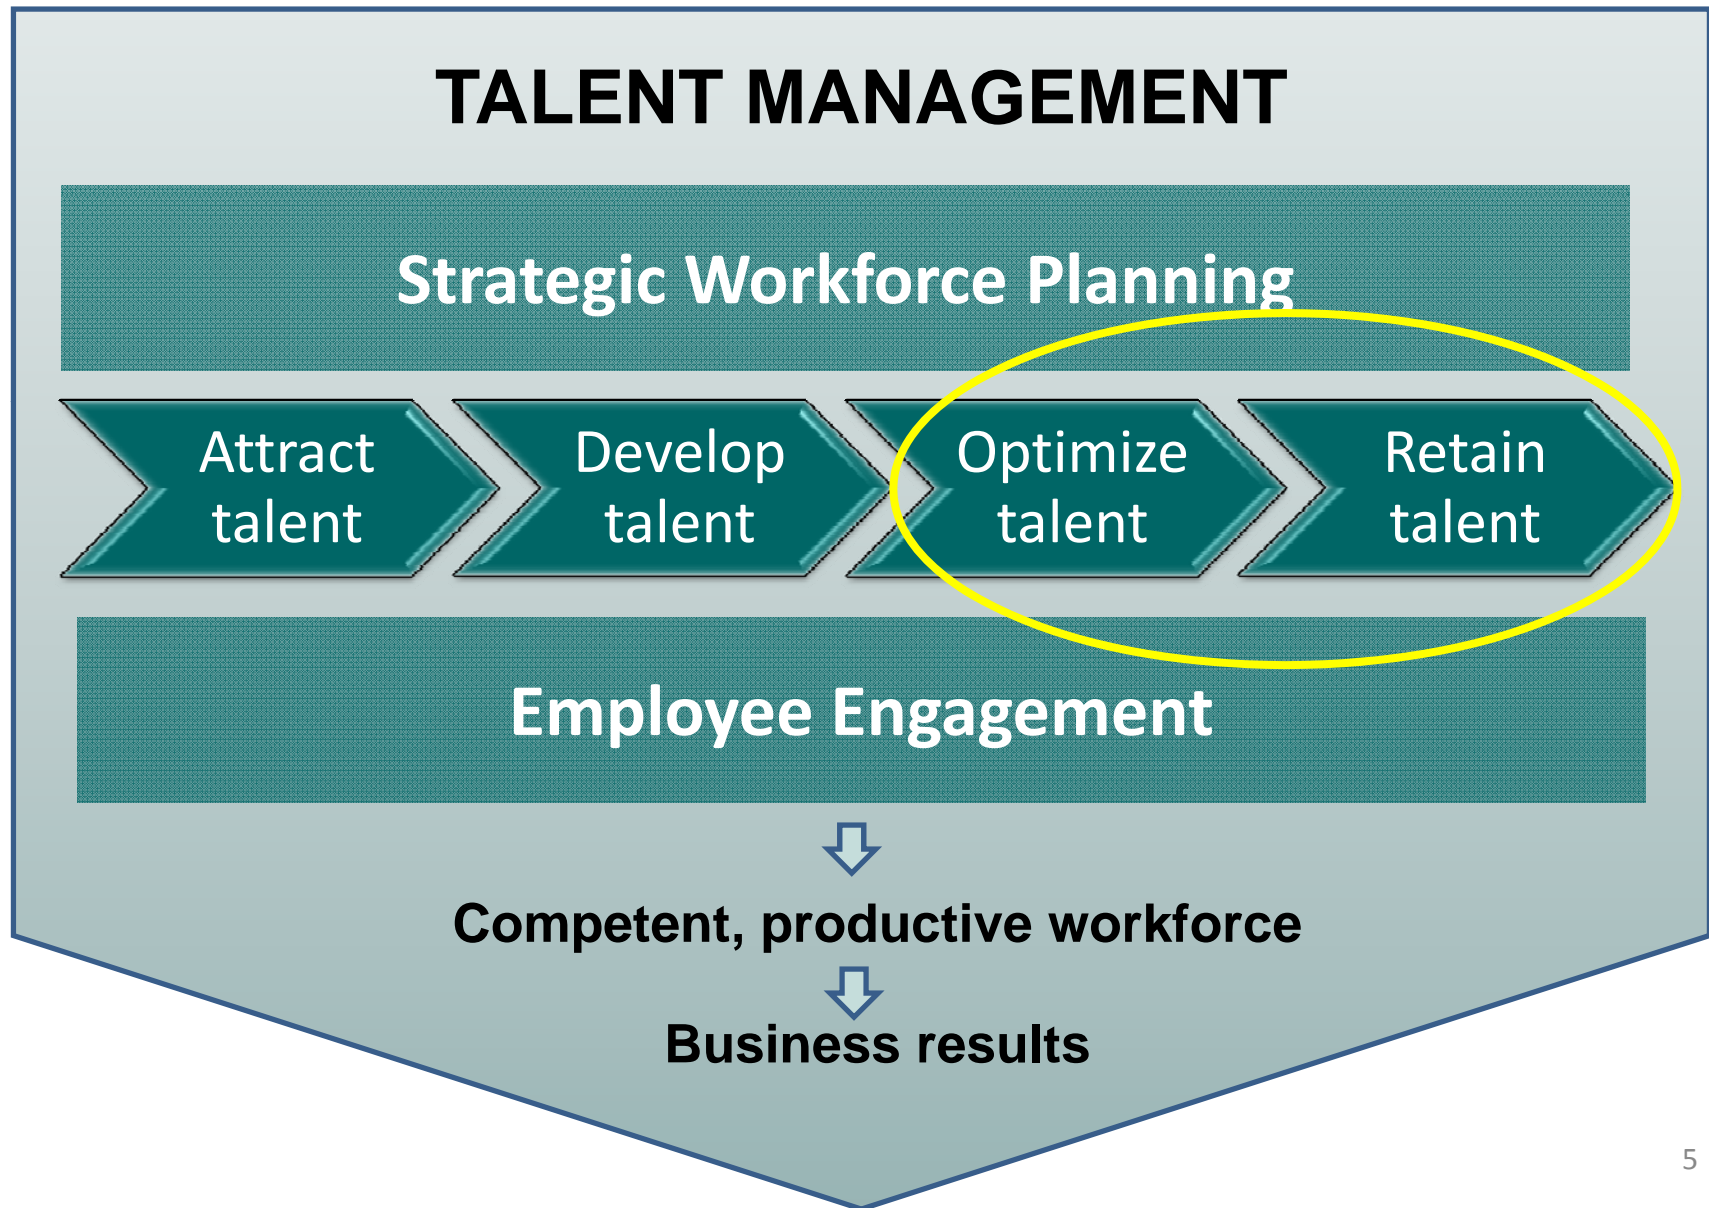 TALENT MANAGEMENT
Strategic Workforce Planning
Attract
talent
Develop
talent
Optimize
talent
Retain
talent
Employee Engagement
Competent, productive workforce
Business results
5